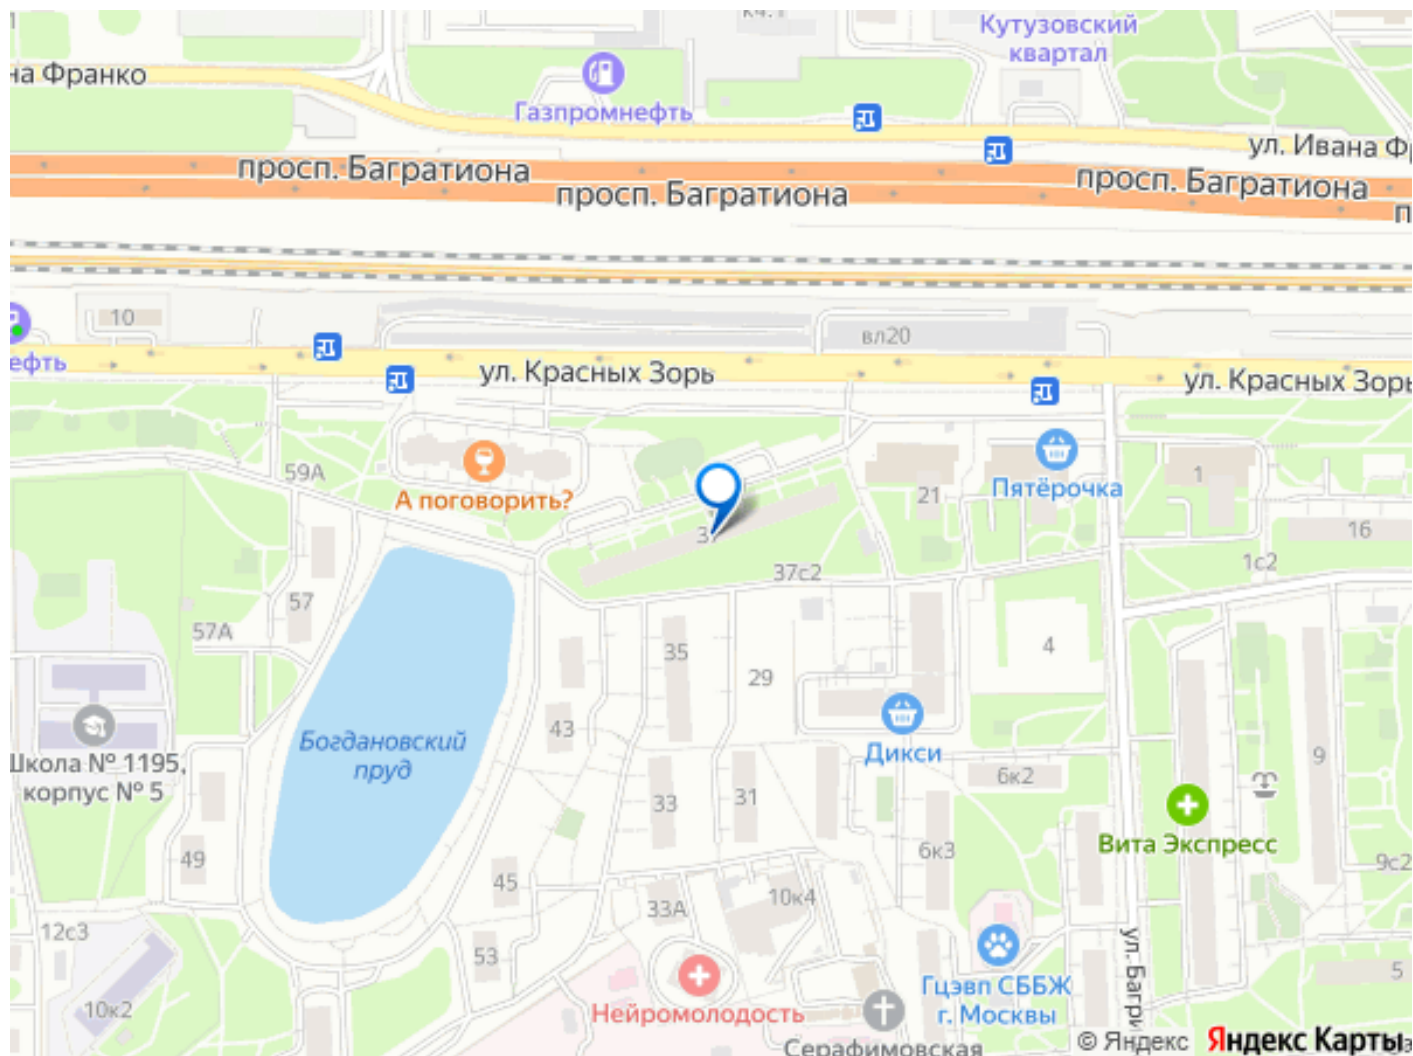 Кутузовский
квартал
на Франко
Газпромнефть
ул. Ивана Ф
просп. Багратиона
просп. Багратиона
просп. Багратиона
п
10
вл20
ефть
ул. Красных Зорь
ул. Красных Зорь
59А
А поговорить?
21
Пятёрочка
1
16
37с2
1с2
57
57А
35
4
29
43
Богдановский
пруд
Дикси
Школа № 1195,
корпус № 5
6к2
9
33
31
Вита Экспресс
49
6к3
9с2
45
33А
10к4
12с3
53
ул. Багри
5
10к2
Нейромолодость
Гцэвп СББЖ
г. Москвы
Серафимовская
© Яндекс Яндекс Карты